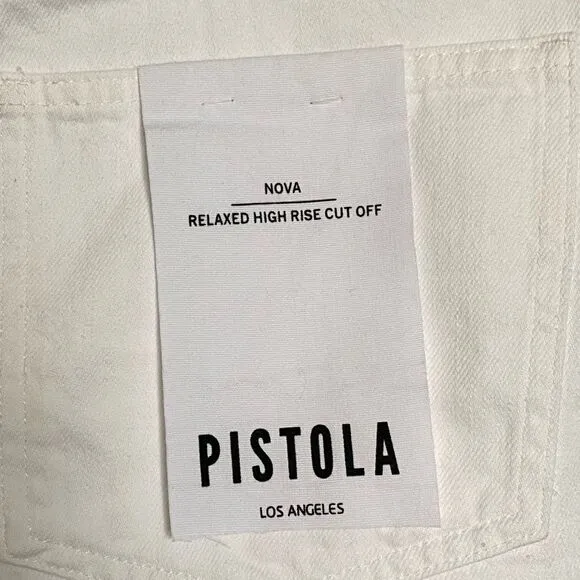 NOVA
RELAXED HIGH RISE CUT OFF
PISTOLA
LOS ANGELES